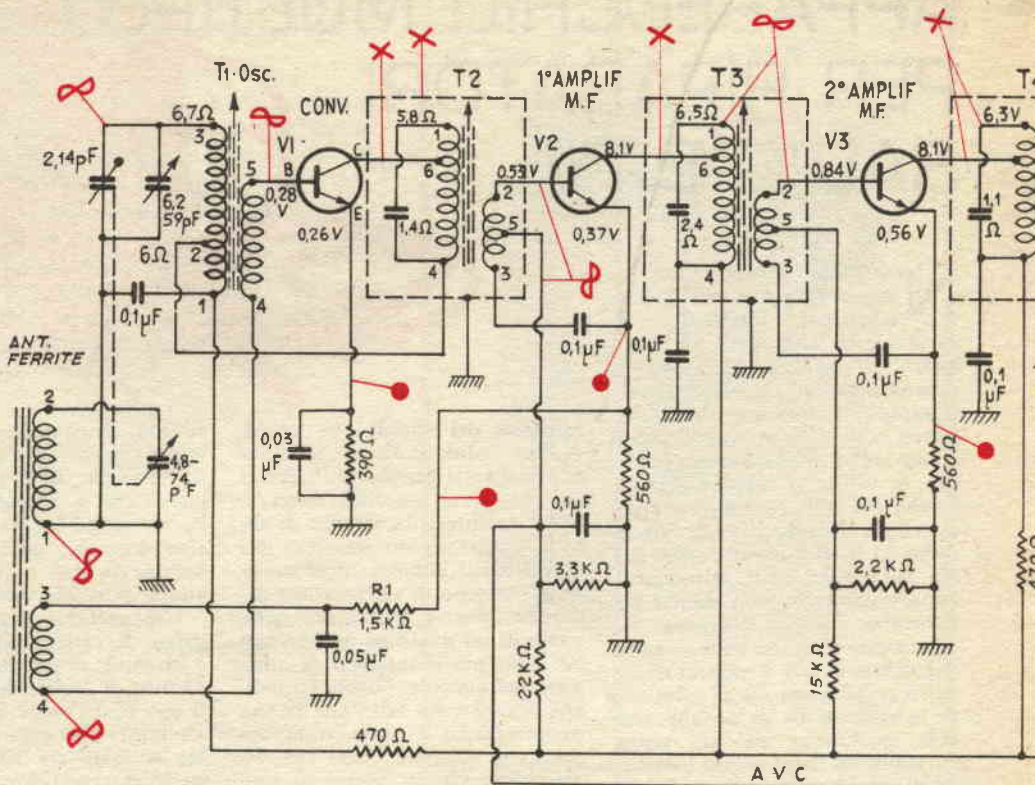 T1·Osc.
CONV.
T2
1° AMPLIF
M.F
T3
2° AMPLIF
M.F.
6,7Ω
3
V1
C
5,8Ω
1
V2
8,1V
6,5Ω
1
V3
8,1V
6,3V
2,14pF
5
B
0,28
V
6
0,53V
2
6
2
0,84V
6,2
59pF
E
0,26V
1,4Ω
5
0,37V
2,4
Ω
5
0,56V
1,1
Ω
6Ω
2
4
3
4
3
1
4
0,1µF
0,1µF
0,1µF
0,1µF
0,1
µF
ANT.
FERRITE
2
4,8-
74
pF
1
0,03
µF
390Ω
0,1µF
560Ω
0,1µF
560Ω
3,3KΩ
2,2KΩ
3
R1
1,5KΩ
0,05µF
22KΩ
15KΩ
4
470Ω
AVC